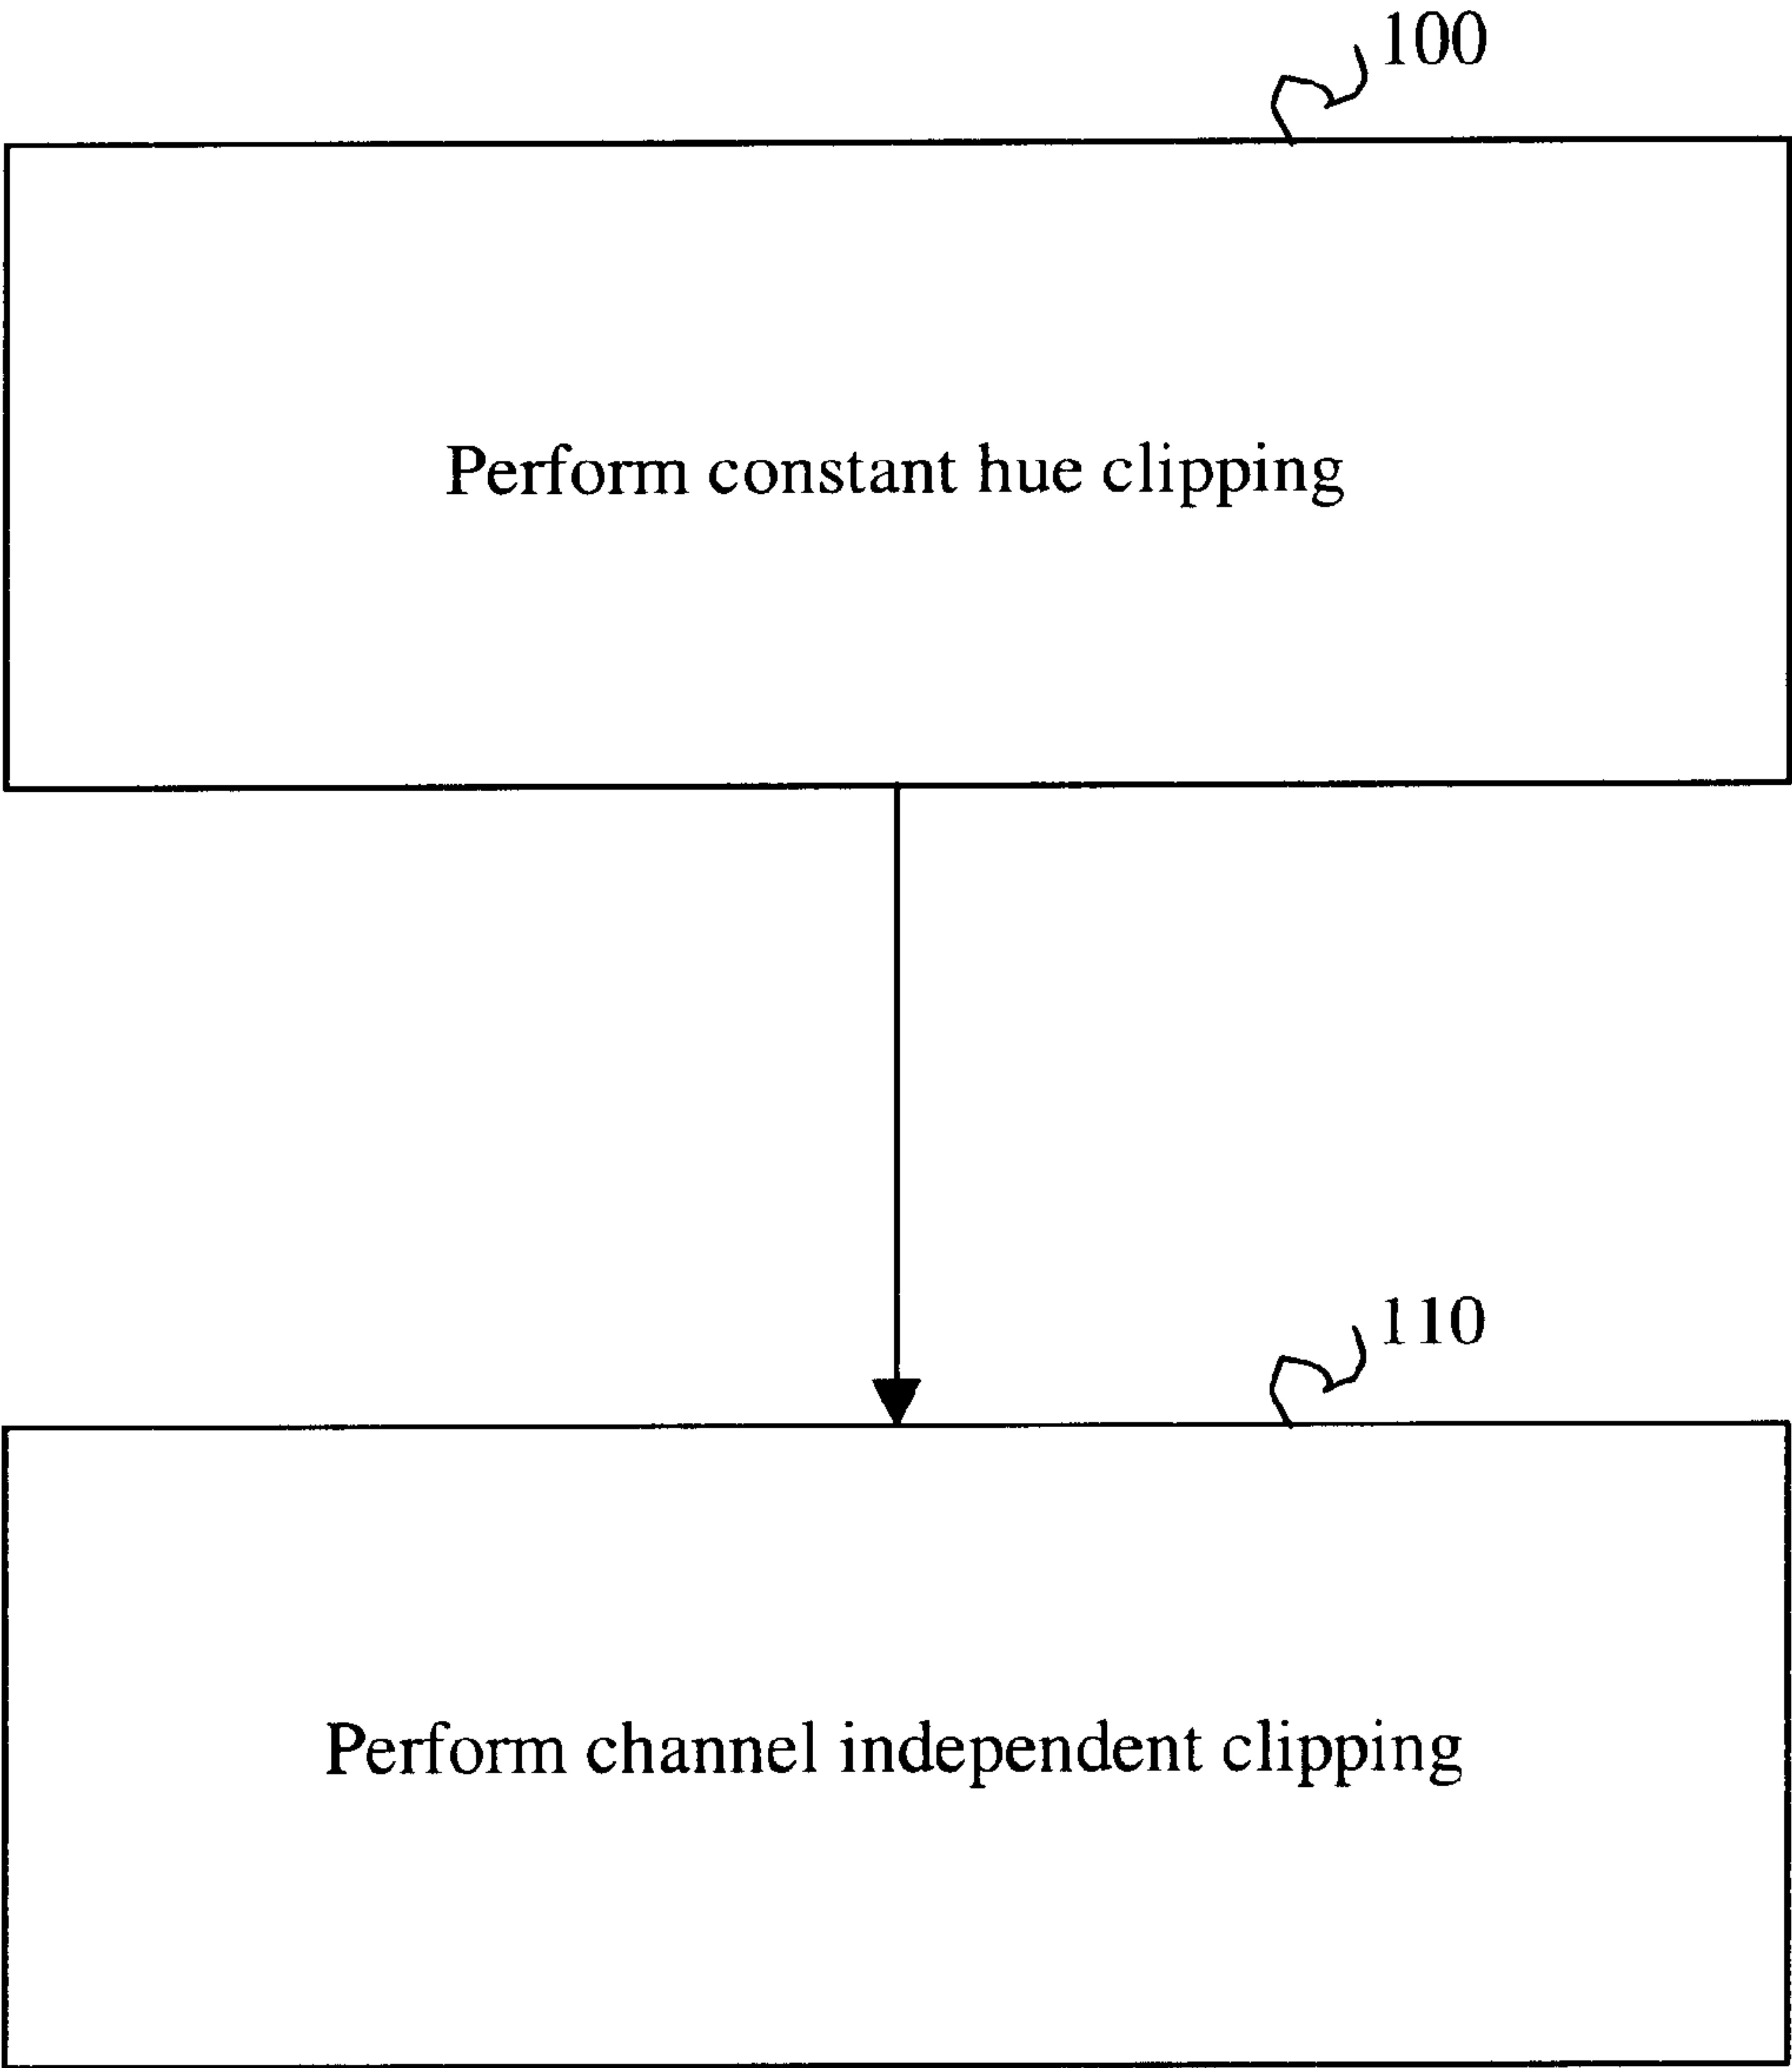 100
Perform constant hue clipping
110
Perform channel independent clipping